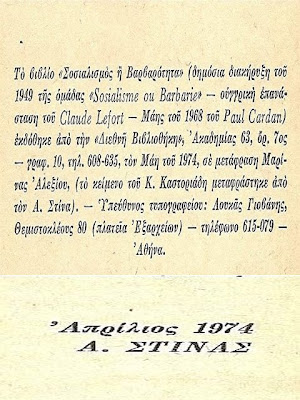 Τὸ βιβλίο «Σοσιαλισμὸς ἢ Βαρβαρότητα» (δημόσια διακήρυξη τοῦ
1949 τῆς ὁμάδας «Sosialisme ou Barbarie» — οὑγγρικὴ ἐπανά-
σταση τοῦ Claude Lefort — Μάης τοῦ 1968 τοῦ Paul Cardan)
ἐκδόθηκε ἀπὸ τὴν «Διεθνῆ Βιβλιοθήκη», Ἀκαδημίας 63, ὄρ. 7ος
- γραφ. 10, τηλ. 608-635, τὸν Μάη τοῦ 1974, σὲ μετάφραση Μαρί-
νας Ἀλεξίου, (τὸ κείμενο τοῦ Κ. Καστοριάδη μεταφράστηκε ἀπὸ
τὸν Α. Στίνα). — Ὑπεύθυνος τυπογραφείου: Λουκᾶς Γιοβάνης,
Θεμιστοκλέους 80 (πλατεία Ἐξαρχείων) — τηλέφωνο 615-079 —
Ἀθήνα.
Ἀπρίλιος 1974
Α. ΣΤΙΝΑΣ